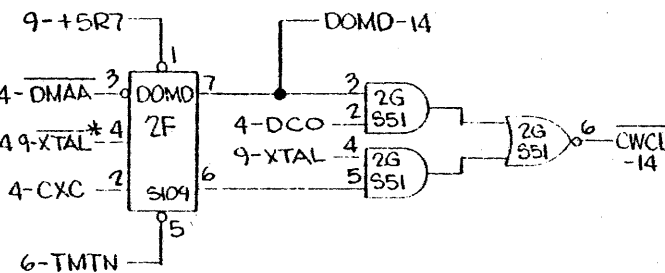 9-+5R7
DOMD-14
1
4-DMAA 3
DOMD
7
3
2G
S51
4-DCO 2
49-XTAL* 4
2F
9-XTAL 4
2G
S51
5
2G
S51
6
CWCL
-14
4-CXC 2
S109
6
5
6-TMTN